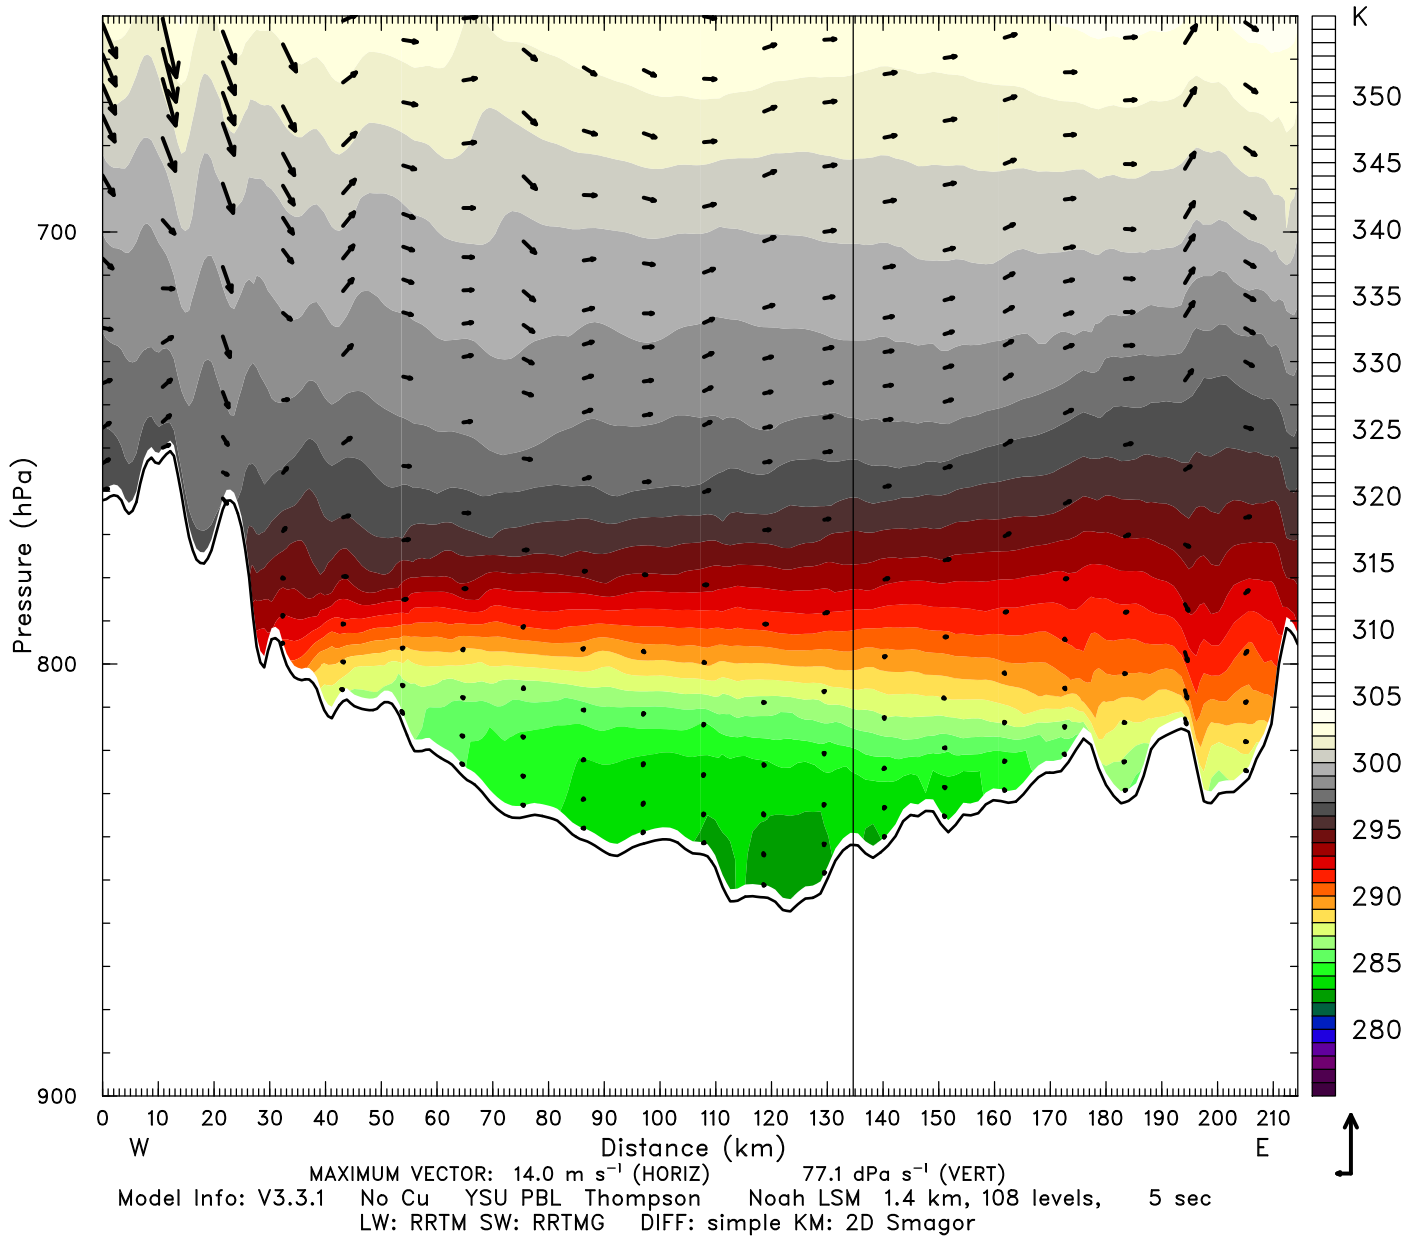 K
350
345
340
335
330
325
320
315
310
305
300
295
290
285
280
Pressure (hPa)
700
800
900
0 10 20 30 40 50 60 70 80 90 100 110 120 130 140 150 160 170 180 190 200 210
W Distance (km) E
MAXIMUM VECTOR: 14.0 m s⁻¹ (HORIZ) 77.1 dPa s⁻¹ (VERT)
Model Info: V3.3.1 No Cu YSU PBL Thompson Noah LSM 1.4 km, 108 levels, 5 sec
LW: RRTM SW: RRTMG DIFF: simple KM: 2D Smagor